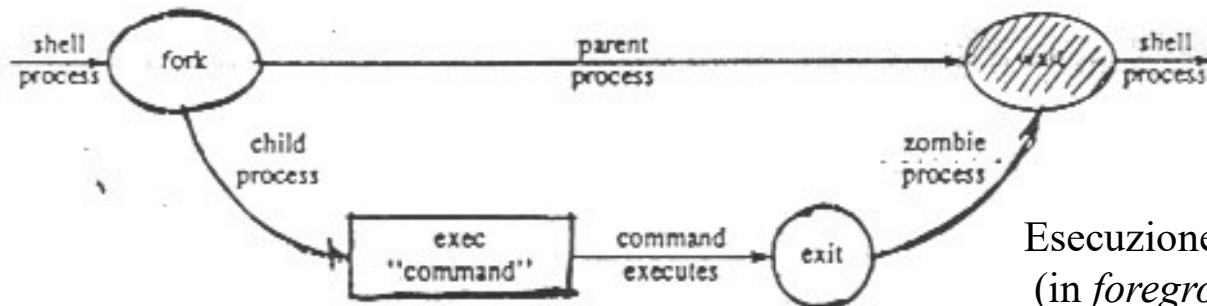 shell
process
fork
parent
process
shell
process
child
process
zombie
process
exec
"command"
command
executes
exit
Esecuzione
(in foregro